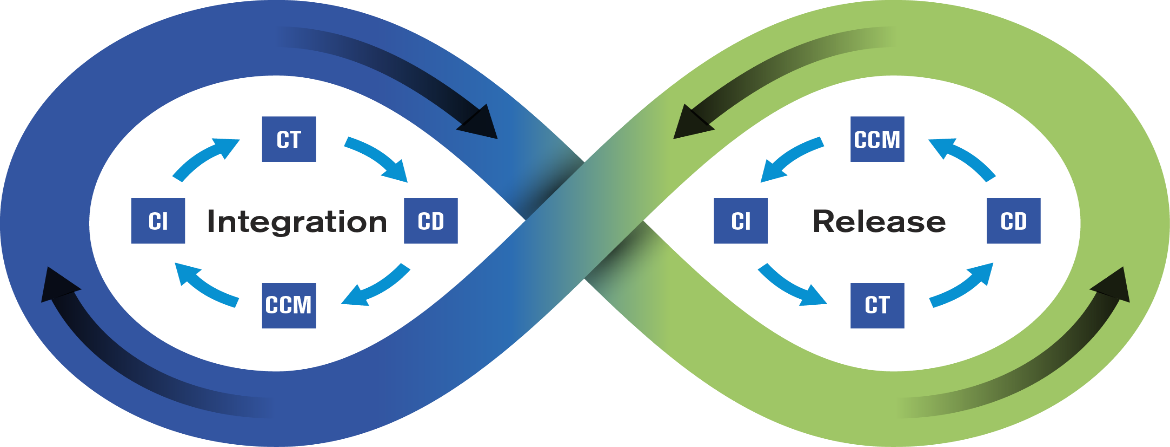 CT
CI
Integration
CD
CCM
CCM
CI
Release
CD
CT